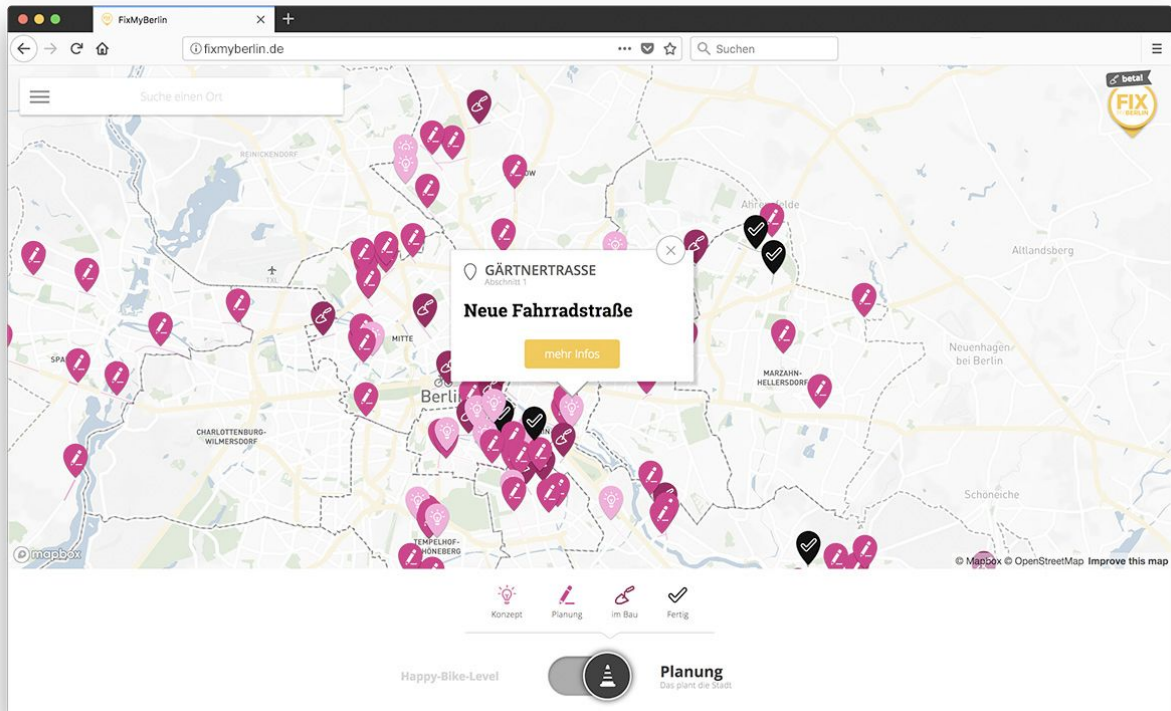 FixMyBerlin
fixmyberlin.de
Suchen
Suche einen Ort
beta!
FIX
BERLIN
REINICKENDORF
Ahrensfelde
Altlandsberg
TXL
GÄRTNERTRASSE
Abschnitt 1
Neue Fahrradstraße
mehr Infos
MITTE
Neuenhagen
bei Berlin
MARZAHN-
HELLERSDORF
CHARLOTTENBURG-
WILMERSDORF
Schöneiche
TEMPELHOF-
mapbox
© Mapbox © OpenStreetMap Improve this map
Konzept
Planung
im Bau
Fertig
Happy-Bike-Level
Planung
Das plant die Stadt